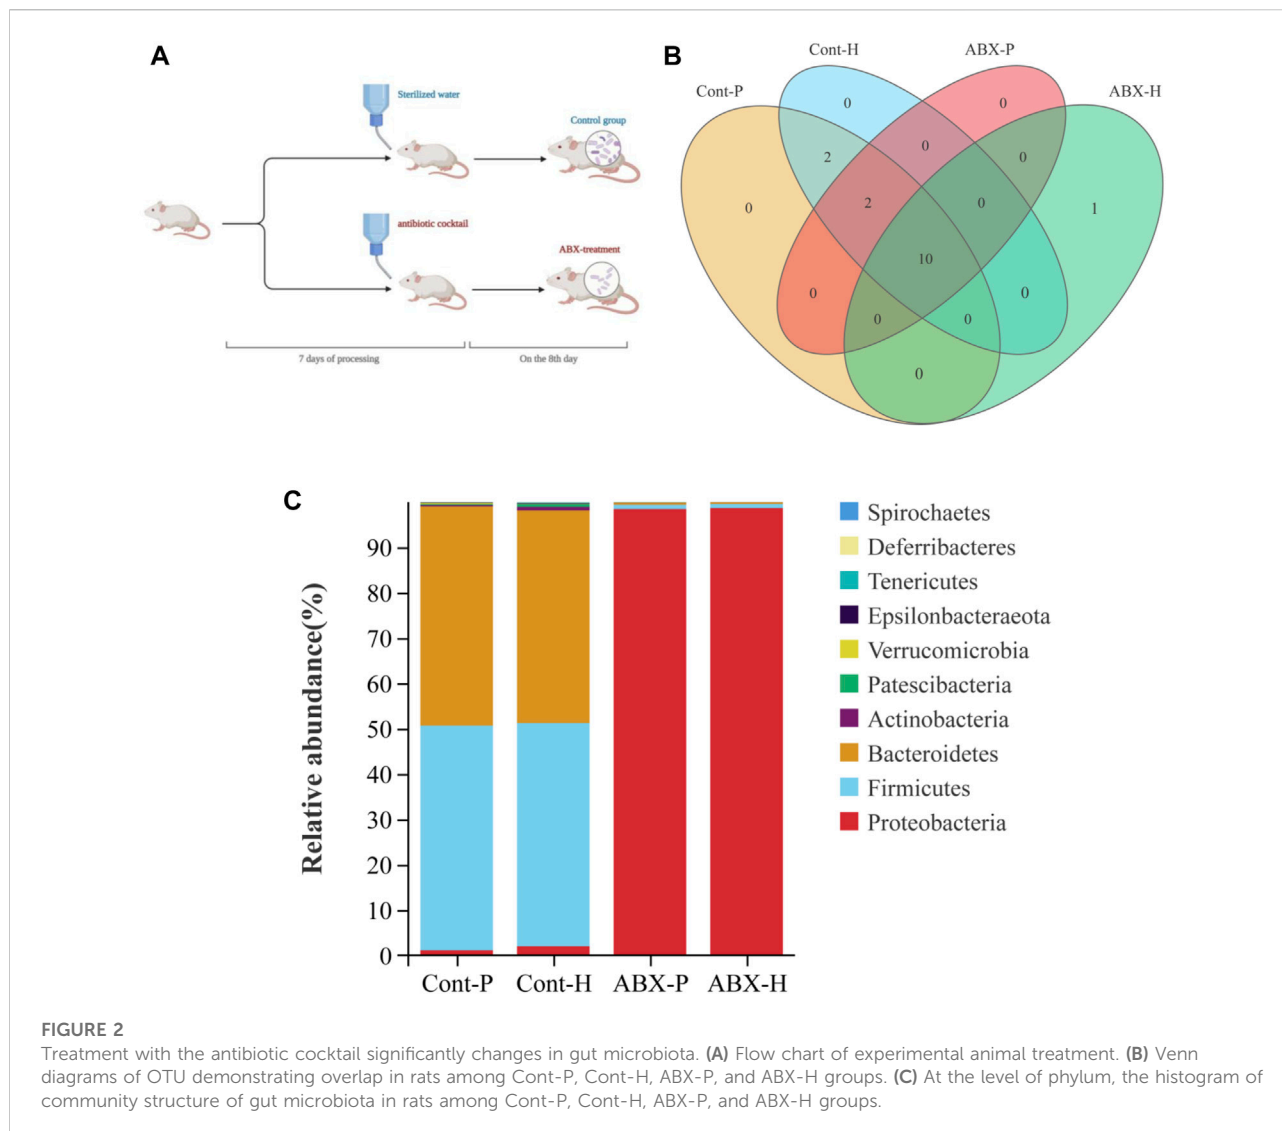 A
Sterilized water
Control group
antibiotic cocktail
ABX-treatment
7 days of processing
On the 8th day
B
Cont-P
Cont-H
ABX-P
ABX-H
0
0
2
0
0
0
2
0
1
10
0
0
0
0
0
C
Relative abundance(%)
90
80
70
60
50
40
30
20
10
0
Cont-P
Cont-H
ABX-P
ABX-H
Spirochaetes
Deferribacteres
Tenericutes
Epsilonbacteraeota
Verrucomicrobia
Patescibacteria
Actinobacteria
Bacteroidetes
Firmicutes
Proteobacteria
FIGURE 2
Treatment with the antibiotic cocktail significantly changes in gut microbiota. (A) Flow chart of experimental animal treatment. (B) Venn
diagrams of OTU demonstrating overlap in rats among Cont-P, Cont-H, ABX-P, and ABX-H groups. (C) At the level of phylum, the histogram of
community structure of gut microbiota in rats among Cont-P, Cont-H, ABX-P, and ABX-H groups.